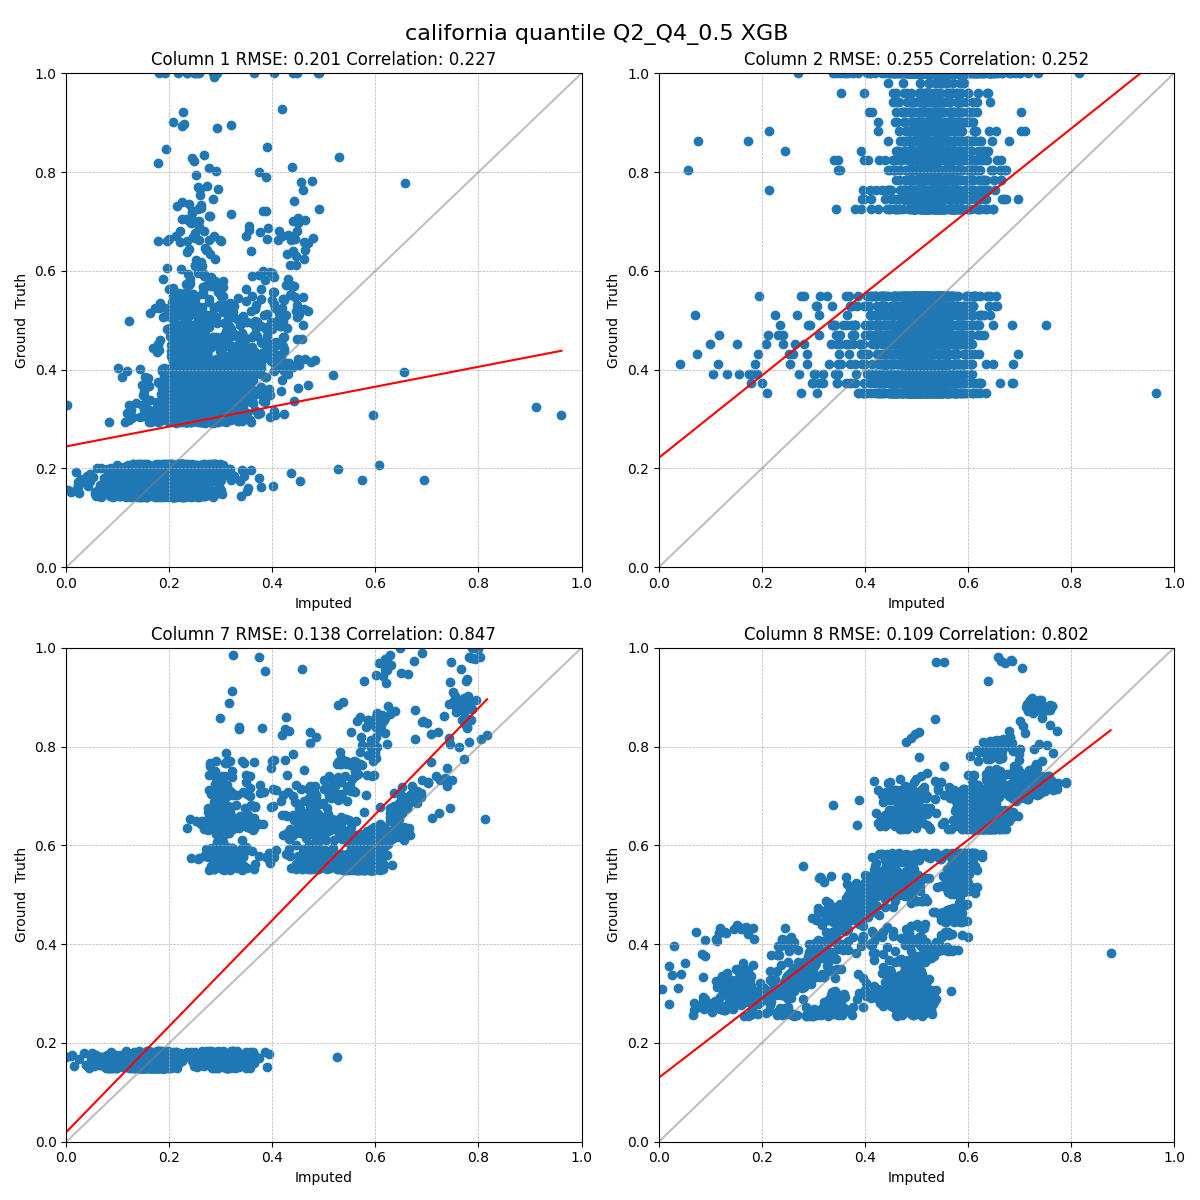 california quantile Q2_Q4_0.5 XGB
Column 1 RMSE: 0.201 Correlation: 0.227
1.0
0.8
0.6
0.4
0.2
0.0
Ground Truth
0.0 0.2 0.4 0.6 0.8 1.0
Imputed
Column 2 RMSE: 0.255 Correlation: 0.252
1.0
0.8
0.6
0.4
0.2
0.0
Ground Truth
0.0 0.2 0.4 0.6 0.8 1.0
Imputed
Column 7 RMSE: 0.138 Correlation: 0.847
1.0
0.8
0.6
0.4
0.2
0.0
Ground Truth
0.0 0.2 0.4 0.6 0.8 1.0
Imputed
Column 8 RMSE: 0.109 Correlation: 0.802
1.0
0.8
0.6
0.4
0.2
0.0
Ground Truth
0.0 0.2 0.4 0.6 0.8 1.0
Imputed